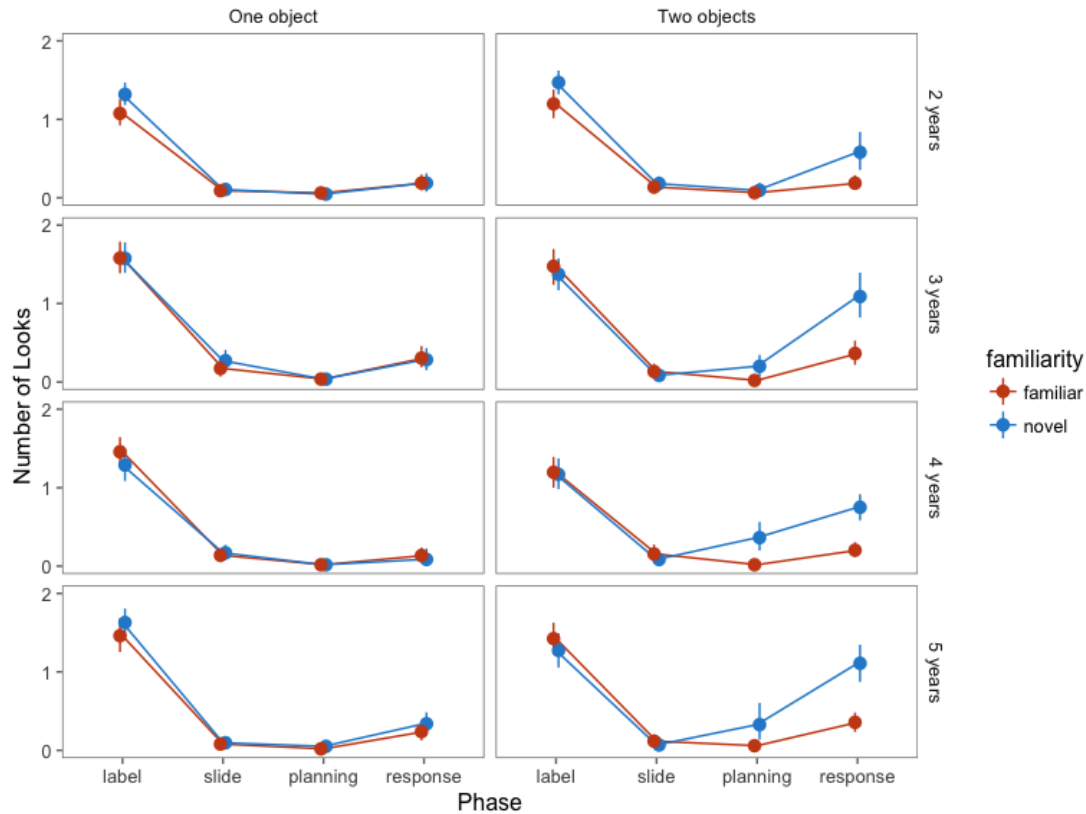 One object
Two objects
2
1
0
2 years
2
1
0
3 years
Number of Looks
familiarity
familiar
novel
2
1
0
4 years
2
1
0
5 years
label slide planning response
label slide planning response
Phase